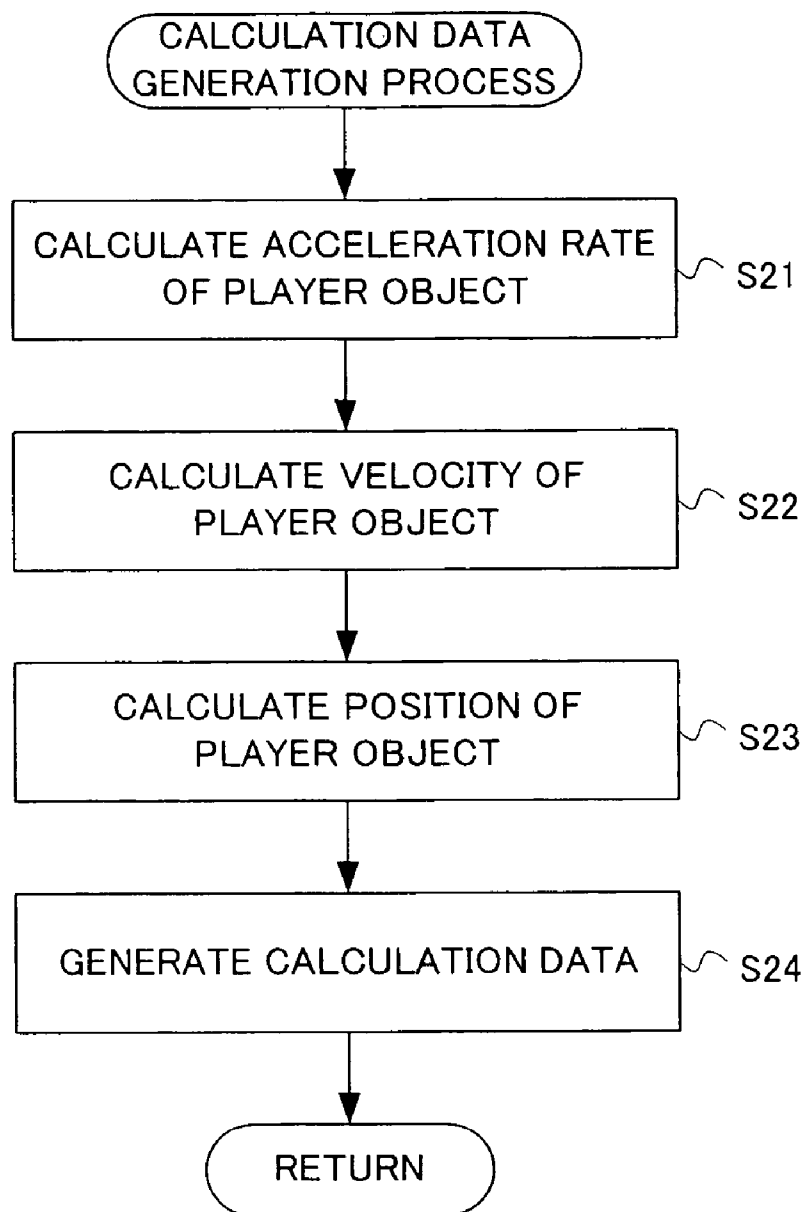 CALCULATION DATA
GENERATION PROCESS
CALCULATE ACCELERATION RATE
OF PLAYER OBJECT
S21
CALCULATE VELOCITY OF
PLAYER OBJECT
S22
CALCULATE POSITION OF
PLAYER OBJECT
S23
GENERATE CALCULATION DATA
S24
RETURN